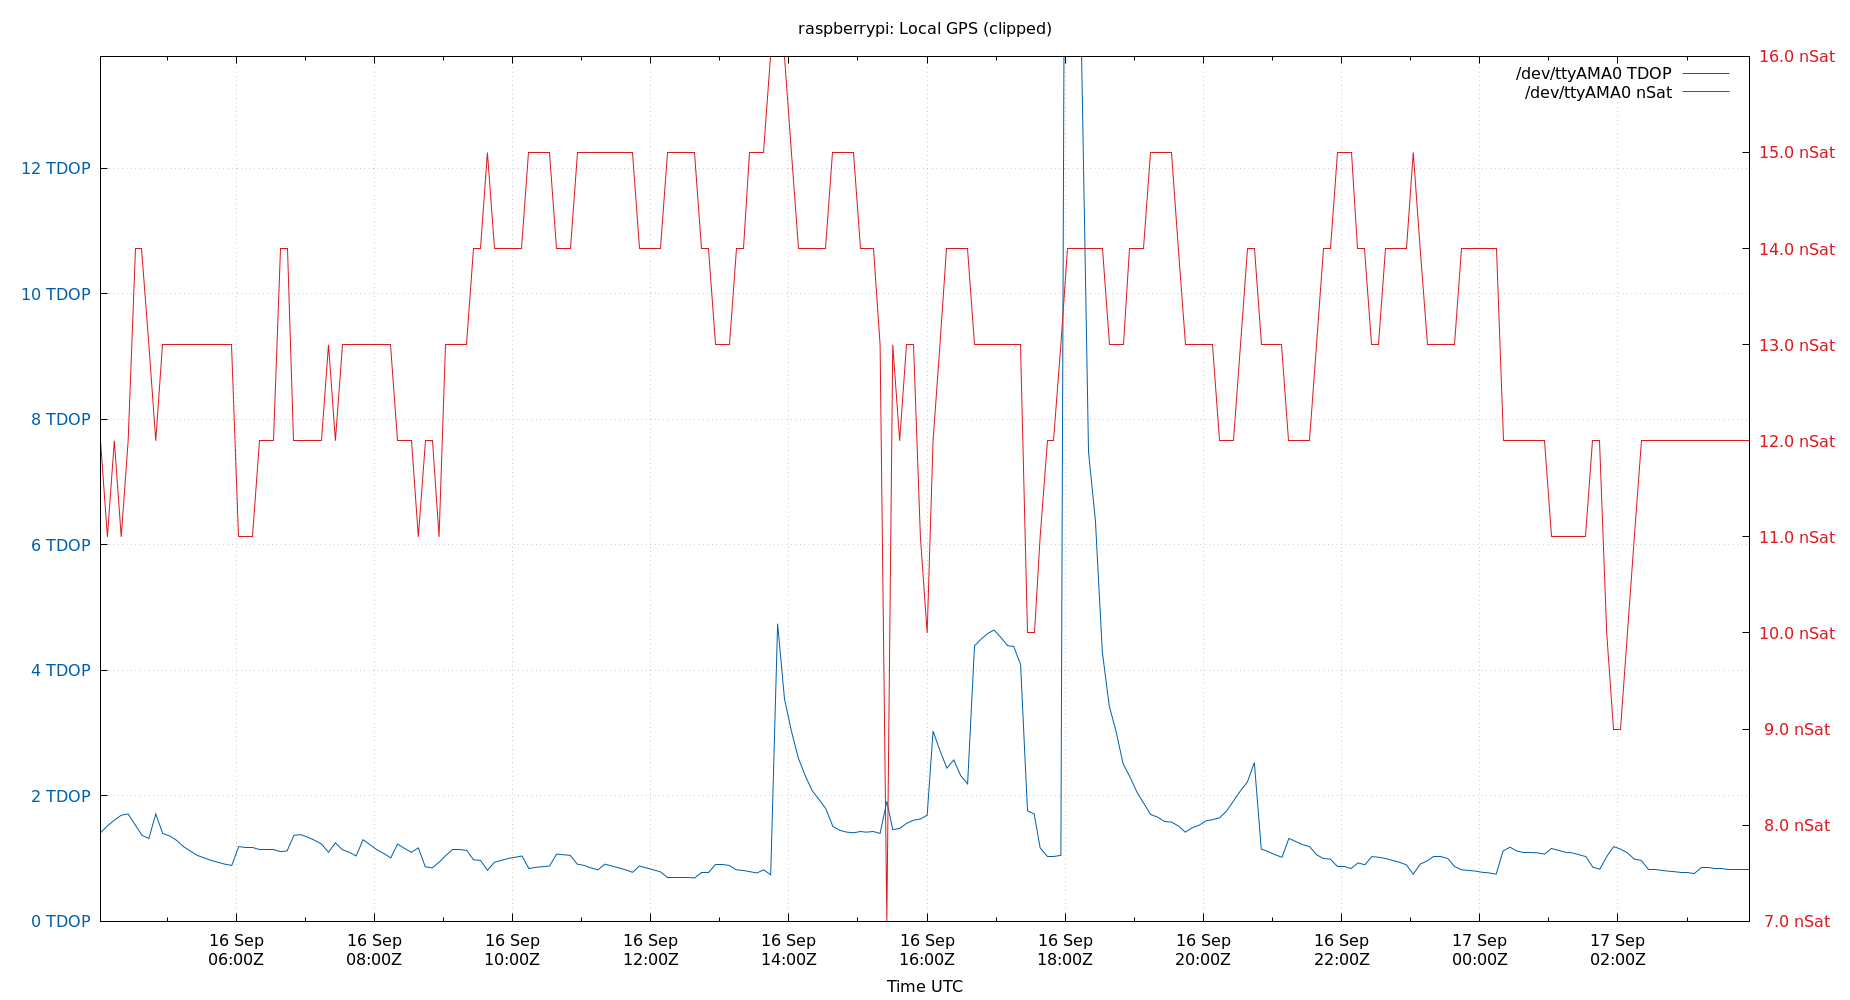 raspberrypi: Local GPS (clipped)
/dev/ttyAMA0 TDOP
/dev/ttyAMA0 nSat
12 TDOP
10 TDOP
8 TDOP
6 TDOP
4 TDOP
2 TDOP
0 TDOP
16.0 nSat
15.0 nSat
14.0 nSat
13.0 nSat
12.0 nSat
11.0 nSat
10.0 nSat
9.0 nSat
8.0 nSat
7.0 nSat
16 Sep 16 Sep 16 Sep 16 Sep 16 Sep 16 Sep 16 Sep 16 Sep 16 Sep 17 Sep 17 Sep
06:00Z 08:00Z 10:00Z 12:00Z 14:00Z 16:00Z 18:00Z 20:00Z 22:00Z 00:00Z 02:00Z
Time UTC